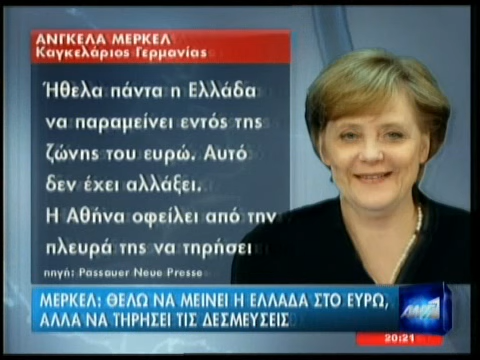 ΑΝΓΚΕΛΑ ΜΕΡΚΕΛ
Καγκελάριος Γερμανίας
Ήθελα πάντα η Ελλάδα
να παραμείνει εντός της
ζώνης του ευρώ. Αυτό
δεν έχει αλλάξει.
Η Αθήνα οφείλει από την
πλευρά της να τηρήσει
πηγή: Passauer Neue Presse
ΜΕΡΚΕΛ: ΘΕΛΩ ΝΑ ΜΕΙΝΕΙ Η ΕΛΛΑΔΑ ΣΤΟ ΕΥΡΩ,
ΑΛΛΑ ΝΑ ΤΗΡΗΣΕΙ ΤΙΣ ΔΕΣΜΕΥΣΕΙΣ
20:21